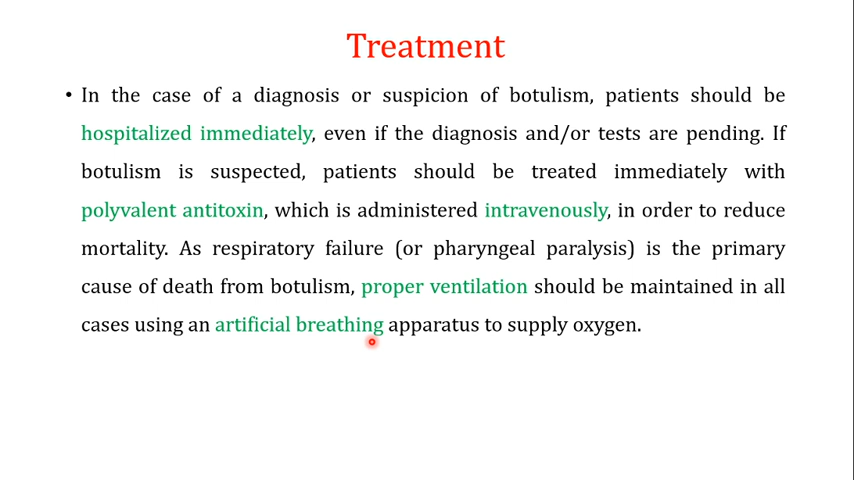 Treatment
• In the case of a diagnosis or suspicion of botulism, patients should be
hospitalized immediately, even if the diagnosis and/or tests are pending. If
botulism is suspected, patients should be treated immediately with
polyvalent antitoxin, which is administered intravenously, in order to reduce
mortality. As respiratory failure (or pharyngeal paralysis) is the primary
cause of death from botulism, proper ventilation should be maintained in all
cases using an artificial breathing apparatus to supply oxygen.